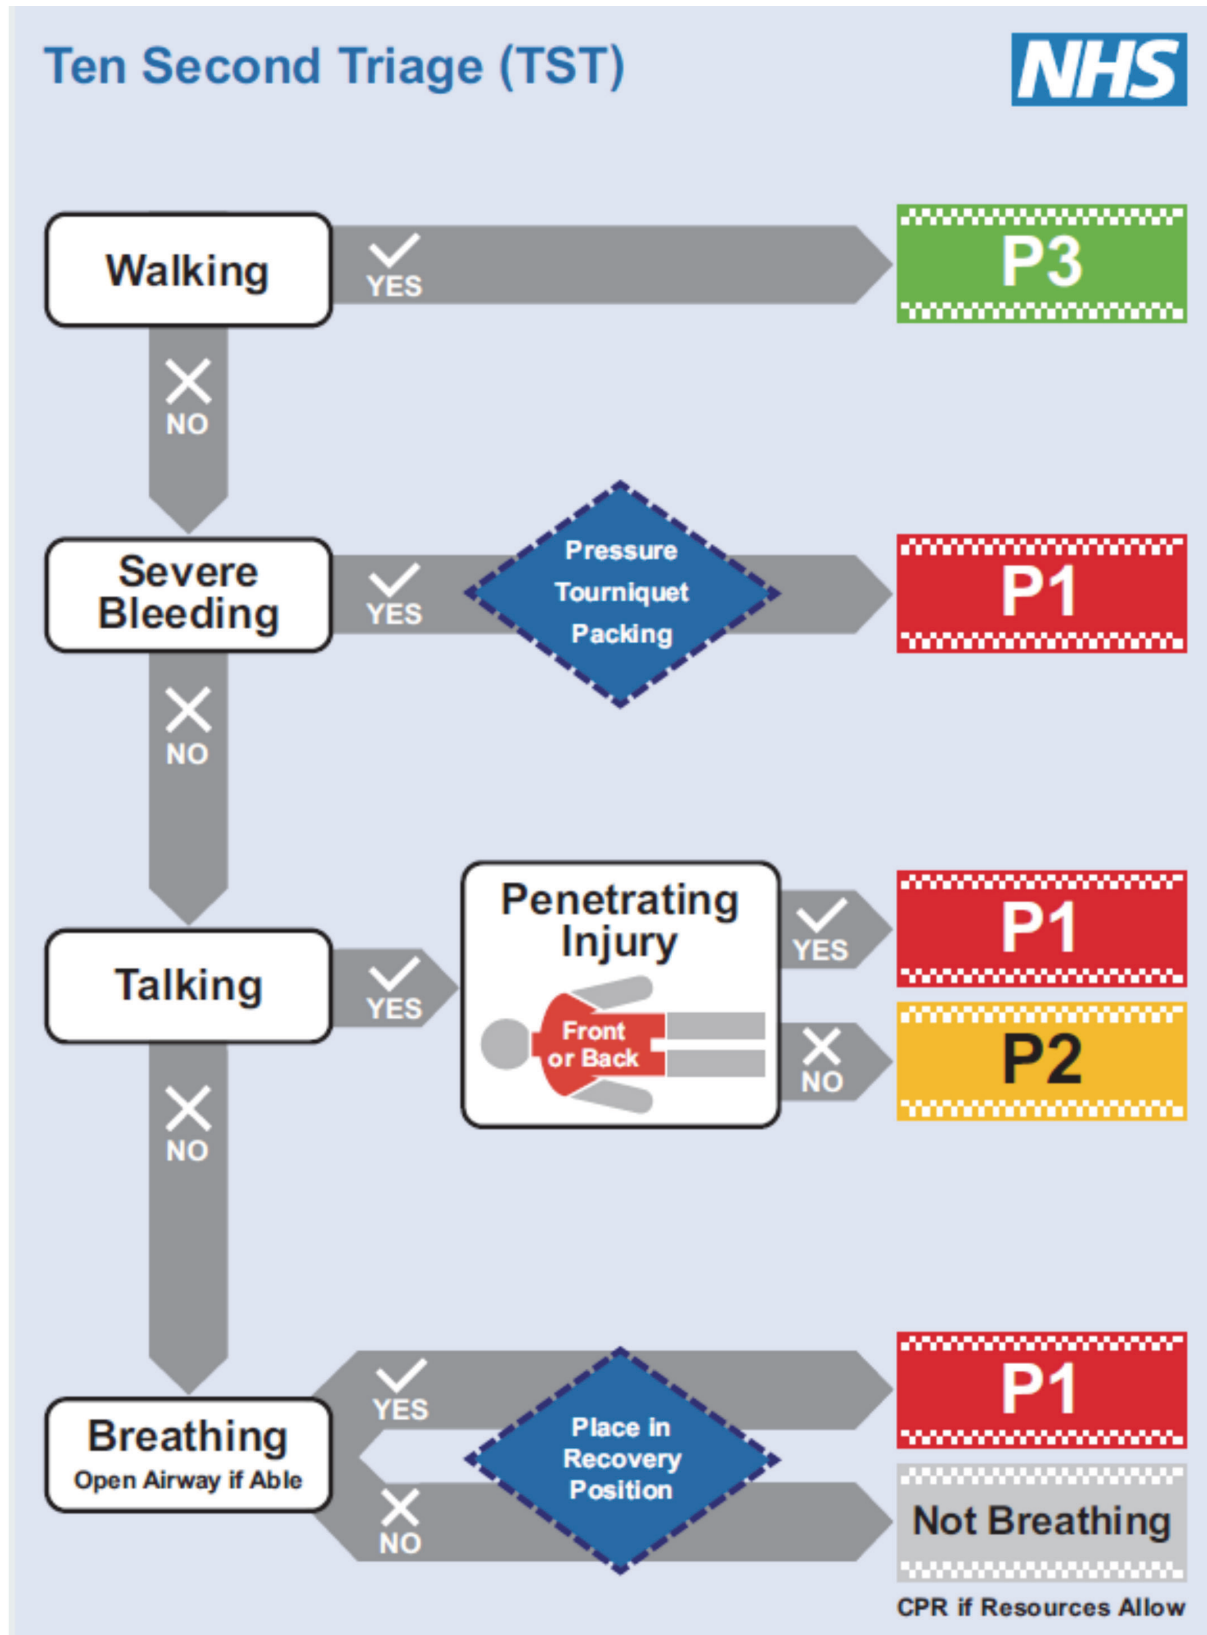 Ten Second Triage (TST)
NHS
Walking
YES
P3
NO
Severe
Bleeding
YES
Pressure
Tourniquet
Packing
P1
NO
Talking
YES
Penetrating
Injury
Front
or Back
YES
P1
NO
P2
NO
Breathing
Open Airway if Able
YES
Place in
Recovery
Position
P1
NO
Not Breathing
CPR if Resources Allow